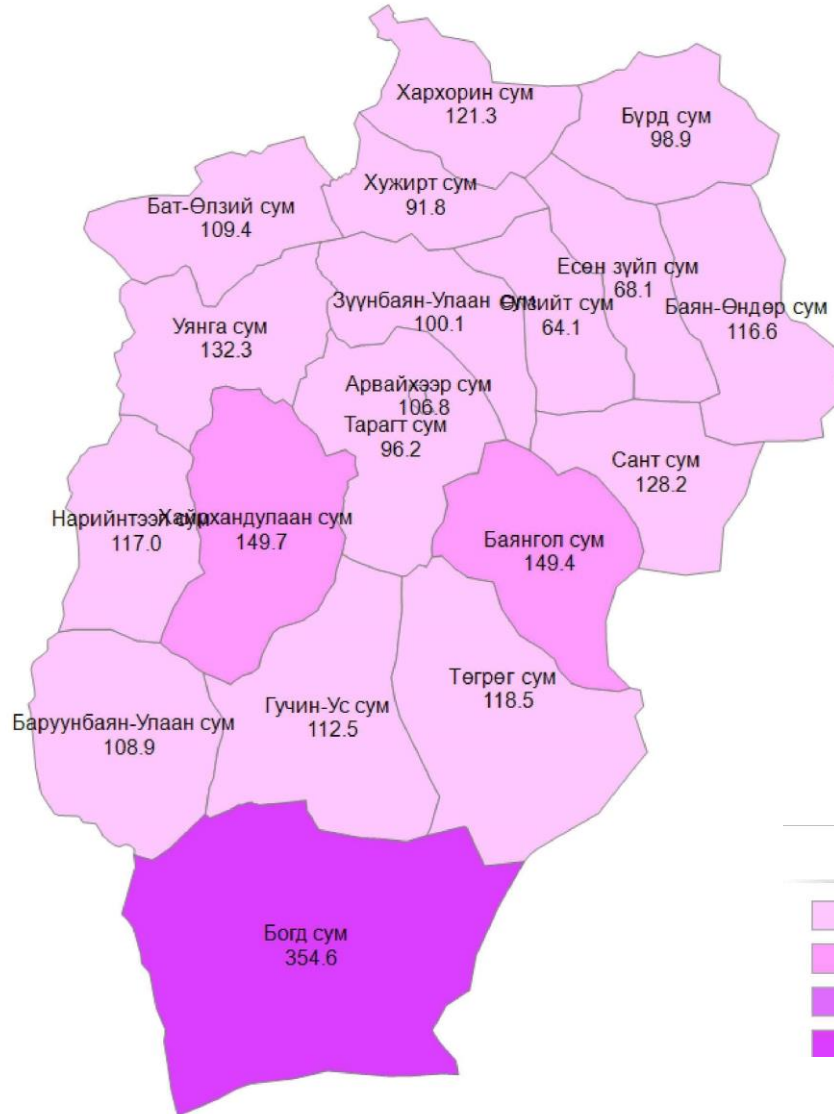 Хархорин сум
121.3
Бүрд сум
98.9
Хужирт сум
91.8
Бат-Өлзий сум
109.4
Есөн зүйл сум
68.1
Зүүнбаян-Улаан сум
100.1
Өлзийт сум
64.1
Баян-Өндөр сум
116.6
Уянга сум
132.3
Арвайхээр сум
106.8
Тарагт сум
96.2
Сант сум
128.2
Нарийнтээл сум
117.0
Хайрхандулаан сум
149.7
Баянгол сум
149.4
Төгрөг сум
118.5
Гучин-Ус сум
112.5
Баруунбаян-Улаан сум
108.9
Богд сум
354.6